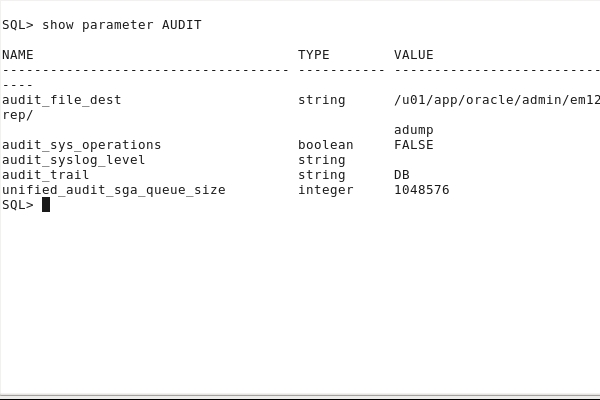 SQL> show parameter AUDIT
NAME                                 TYPE        VALUE
------------------------------------ ----------- --------------------------
----
audit_file_dest                      string      /u01/app/oracle/admin/em12
rep/
                                                 adump
audit_sys_operations                 boolean     FALSE
audit_syslog_level                   string
audit_trail                          string      DB
unified_audit_sga_queue_size         integer     1048576
SQL>